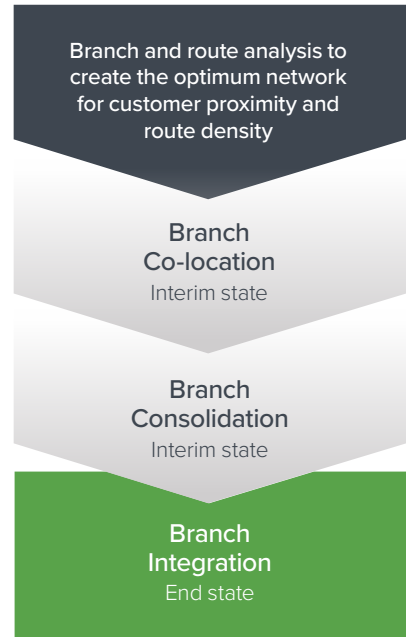 Branch and route analysis to
create the optimum network
for customer proximity and
route density
Branch
Co-location
Interim state
Branch
Consolidation
Interim state
Branch
Integration
End state